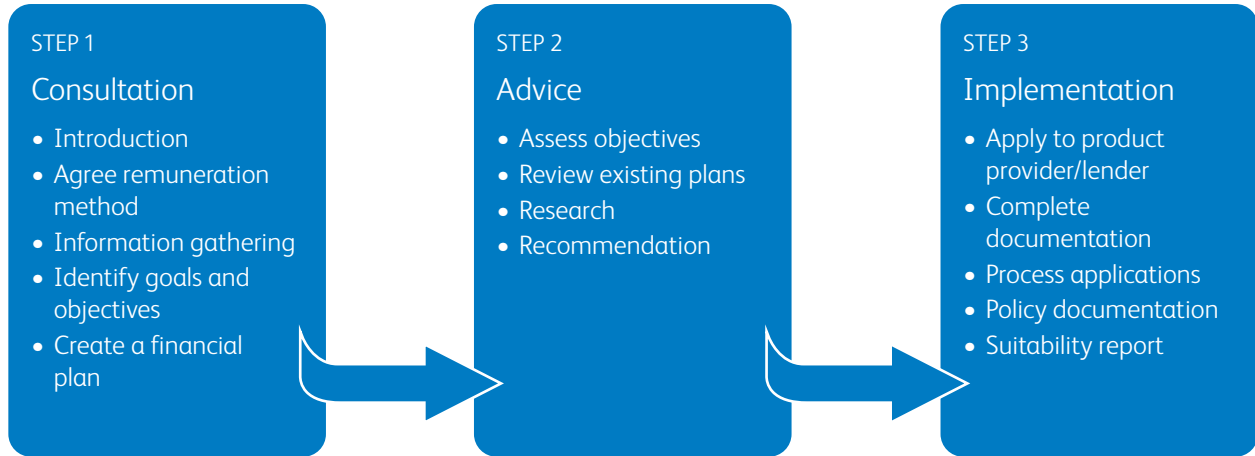 STEP 1
Consultation
• Introduction
• Agree remuneration
method
• Information gathering
• Identify goals and
objectives
• Create a financial
plan
STEP 2
Advice
• Assess objectives
• Review existing plans
• Research
• Recommendation
STEP 3
Implementation
• Apply to product
provider/lender
• Complete
documentation
• Process applications
• Policy documentation
• Suitability report